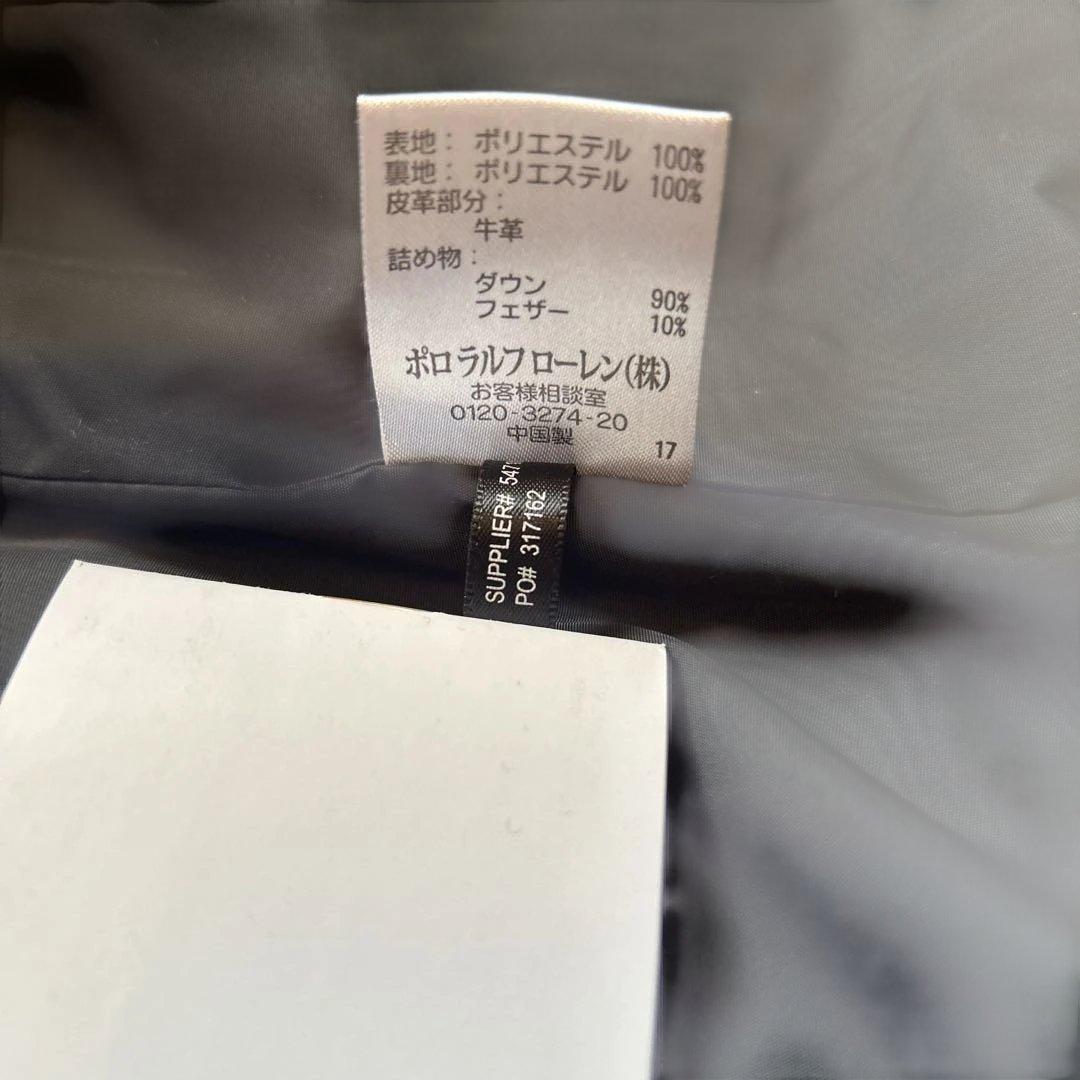 表地： ポリエステル 100%
裏地： ポリエステル 100%
皮革部分：
牛革
詰め物：
ダウン 90%
フェザー 10%
ポロ ラルフ ローレン(株)
お客様相談室
0120-3274-20
中国製
17
SUPPLIER#
PO# 317162